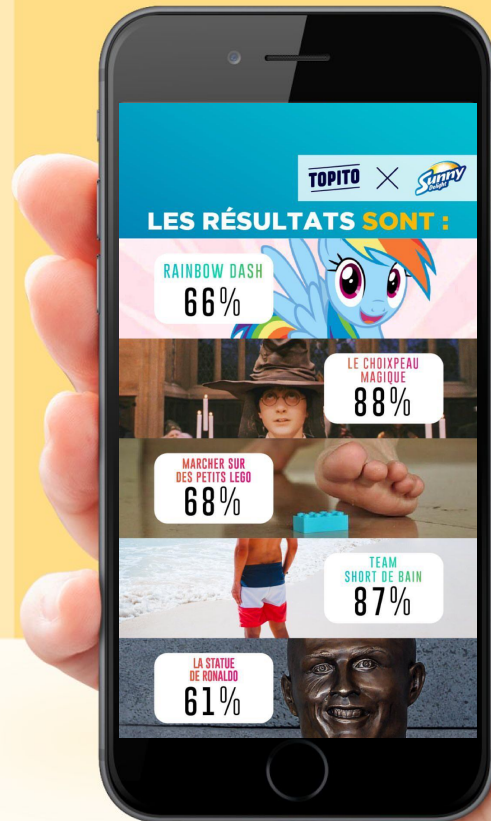 TOPITO X Sunny Delight
LES RÉSULTATS SONT :
RAINBOW DASH
66%
LE CHOIXPEAU
MAGIQUE
88%
MARCHER SUR
DES PETITS LEGO
68%
TEAM
SHORT DE BAIN
87%
LA STATUE
DE RONALDO
61%